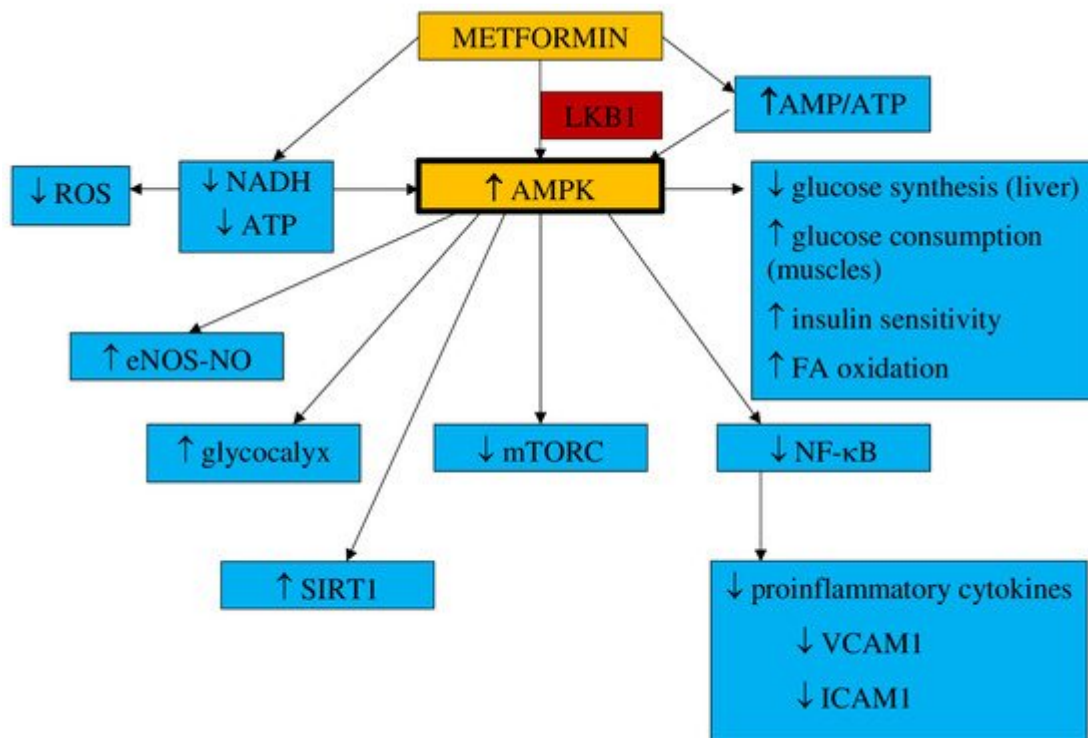 METFORMIN
LKB1
↑AMP/ATP
↓ ROS
↓ NADH
↓ ATP
↑ AMPK
↓ glucose synthesis (liver)
↑ glucose consumption
(muscles)
↑ insulin sensitivity
↑ FA oxidation
↑ eNOS-NO
↑ glycocalyx
↓ mTORC
↓ NF-κB
↑ SIRT1
↓ proinflammatory cytokines
↓ VCAM1
↓ ICAM1